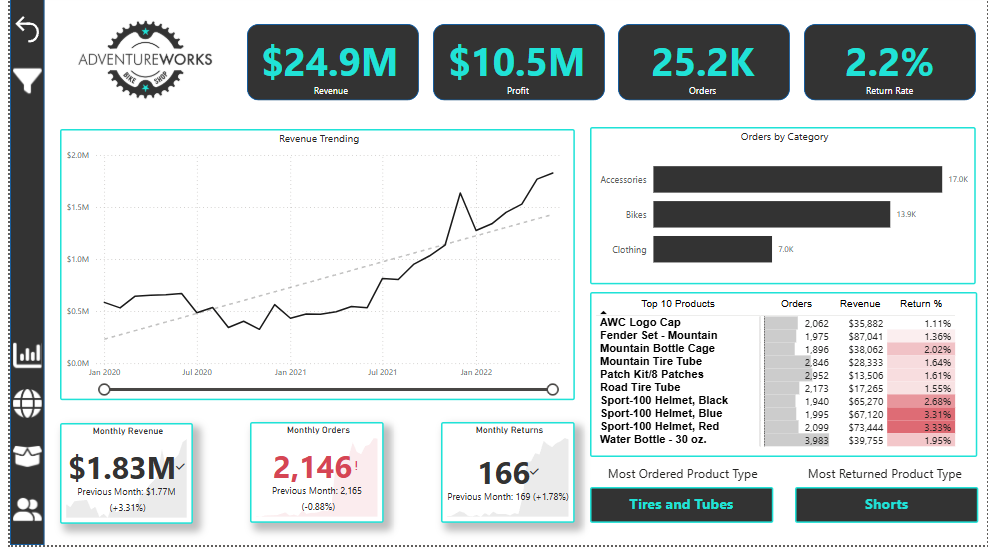 ADVENTUREWORKS
BIKE SHOP
$24.9M
Revenue
$10.5M
Profit
25.2K
Orders
2.2%
Return Rate
Revenue Trending
$2.0M
$1.5M
$1.0M
$0.5M
$0.0M
Jan 2020 Jul 2020 Jan 2021 Jul 2021 Jan 2022
Orders by Category
Accessories 17.0K
Bikes 13.9K
Clothing 7.0K
Top 10 Products Orders Revenue Return %
AWC Logo Cap 2,062 $35,882 1.11%
Fender Set - Mountain 1,975 $87,041 1.36%
Mountain Bottle Cage 1,896 $38,062 2.02%
Mountain Tire Tube 2,846 $28,333 1.64%
Patch Kit/8 Patches 2,952 $13,506 1.61%
Road Tire Tube 2,173 $17,265 1.55%
Sport-100 Helmet, Black 1,940 $65,270 2.68%
Sport-100 Helmet, Blue 1,995 $67,120 3.31%
Sport-100 Helmet, Red 2,099 $73,444 3.33%
Water Bottle - 30 oz. 3,983 $39,755 1.95%
Monthly Revenue
$1.83M
Previous Month: $1.77M
(+3.31%)
Monthly Orders
2,146!
Previous Month: 2,165
(-0.88%)
Monthly Returns
166
Previous Month: 169 (+1.78%)
Most Ordered Product Type
Tires and Tubes
Most Returned Product Type
Shorts